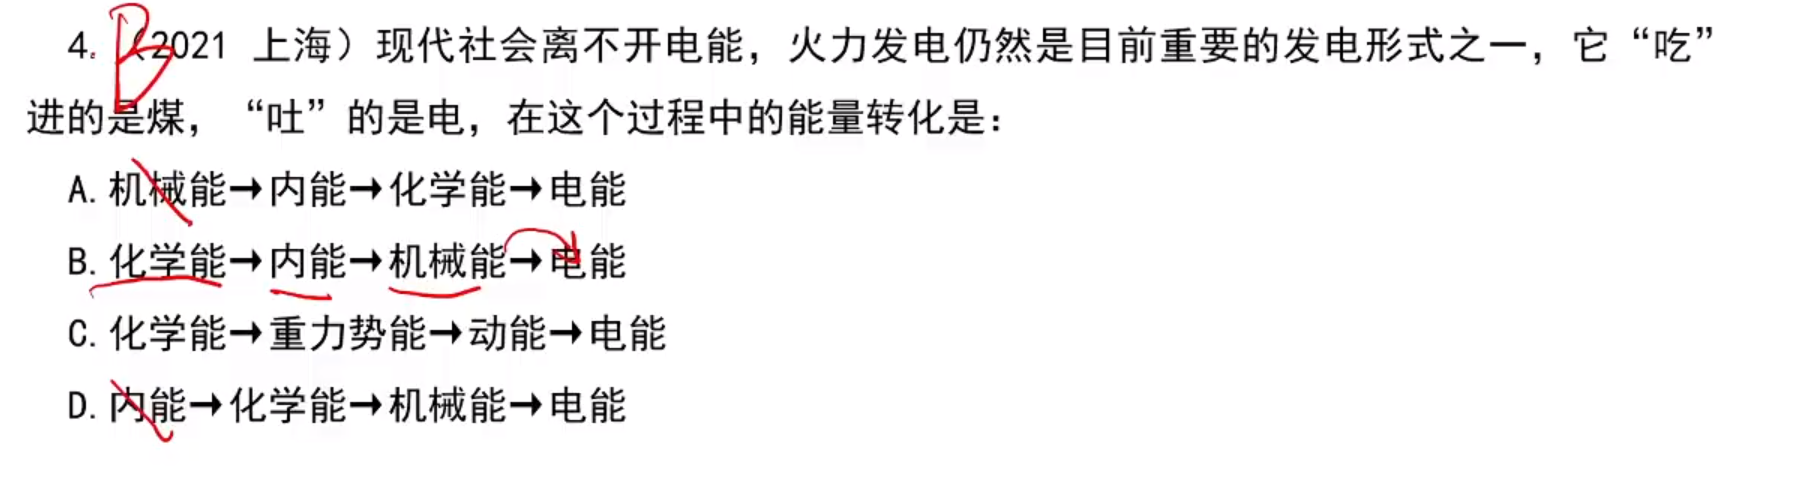 4.（2021 上海）现代社会离不开电能，火力发电仍然是目前重要的发电形式之一，它“吃”
进的是煤，“吐”的是电，在这个过程中的能量转化是：
A.机械能→内能→化学能→电能
B.化学能→内能→机械能→电能
C.化学能→重力势能→动能→电能
D.内能→化学能→机械能→电能
B